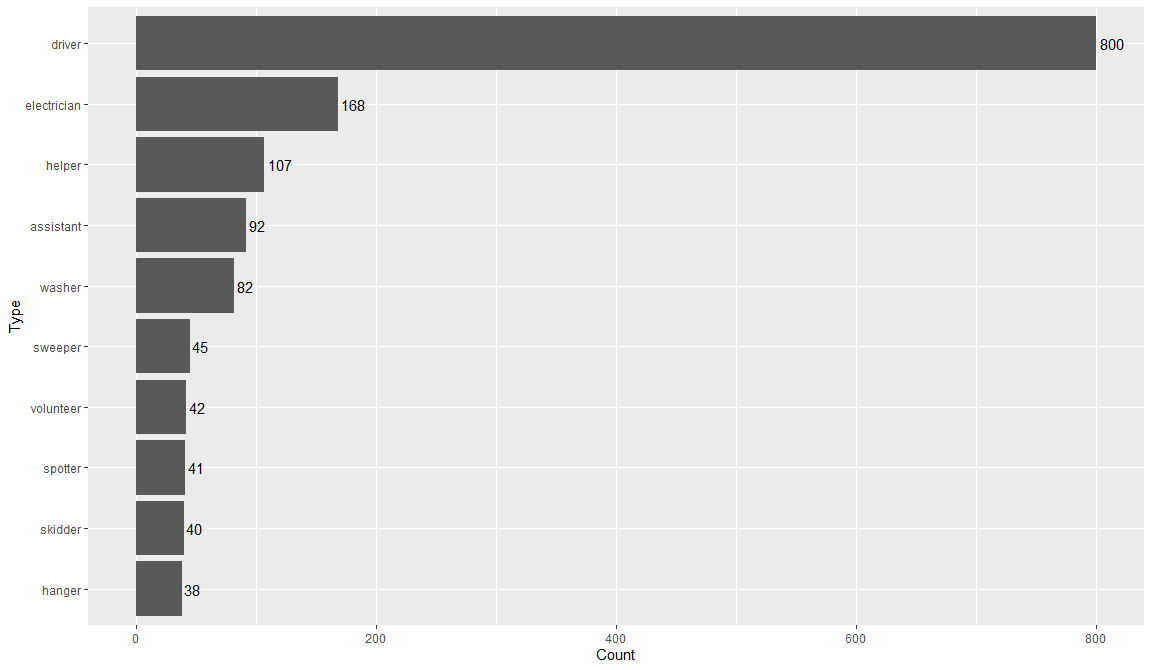 driver 800
electrician 168
helper 107
assistant 92
washer 82
sweeper 45
volunteer 42
spotter 41
skidder 40
hanger 38
Type
0 200 400 600 800
Count